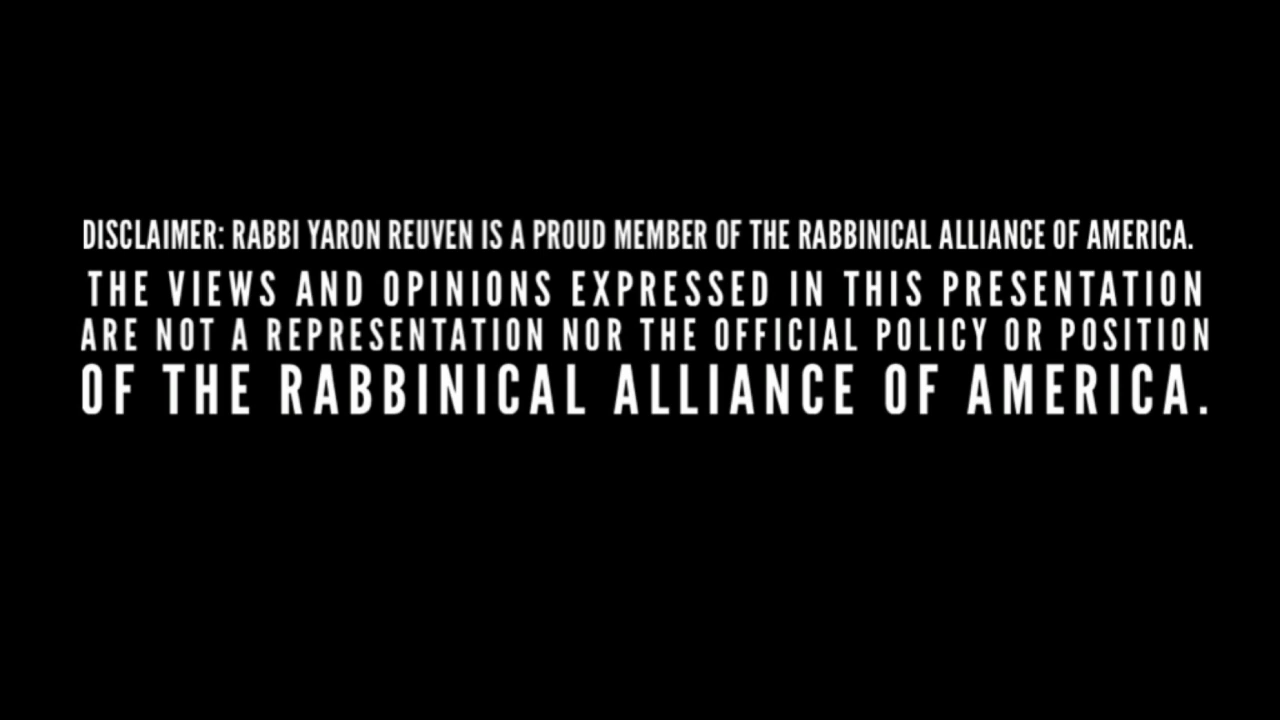 DISCLAIMER: RABBI YARON REUVEN IS A PROUD MEMBER OF THE RABBINICAL ALLIANCE OF AMERICA.
THE VIEWS AND OPINIONS EXPRESSED IN THIS PRESENTATION
ARE NOT A REPRESENTATION NOR THE OFFICIAL POLICY OR POSITION
OF THE RABBINICAL ALLIANCE OF AMERICA.